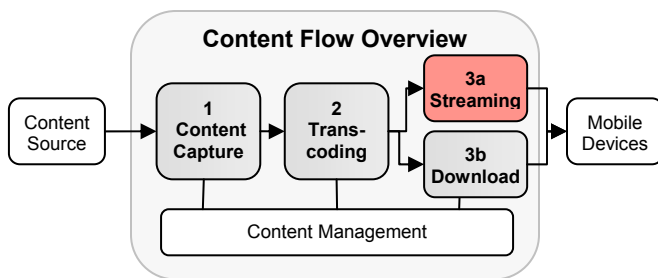 Content Flow Overview
Content
Source
1
Content
Capture
2
Trans-
coding
3a
Streaming
3b
Download
Mobile
Devices
Content Management